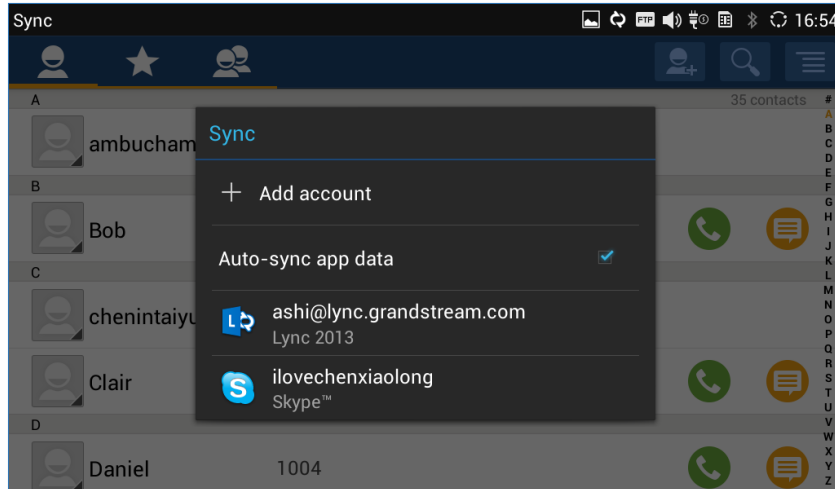 Sync
FTP
16:54
A
35 contacts
ambucham
Sync
Add account
B
Bob
Auto-sync app data
C
chenintaiyu
ashi@lync.grandstream.com
Lync 2013
Clair
ilovechenxiaolong
Skype™
D
Daniel
1004
#
A
B
C
D
E
F
G
H
I
J
K
L
M
N
O
P
Q
R
S
T
U
V
W
X
Y
Z